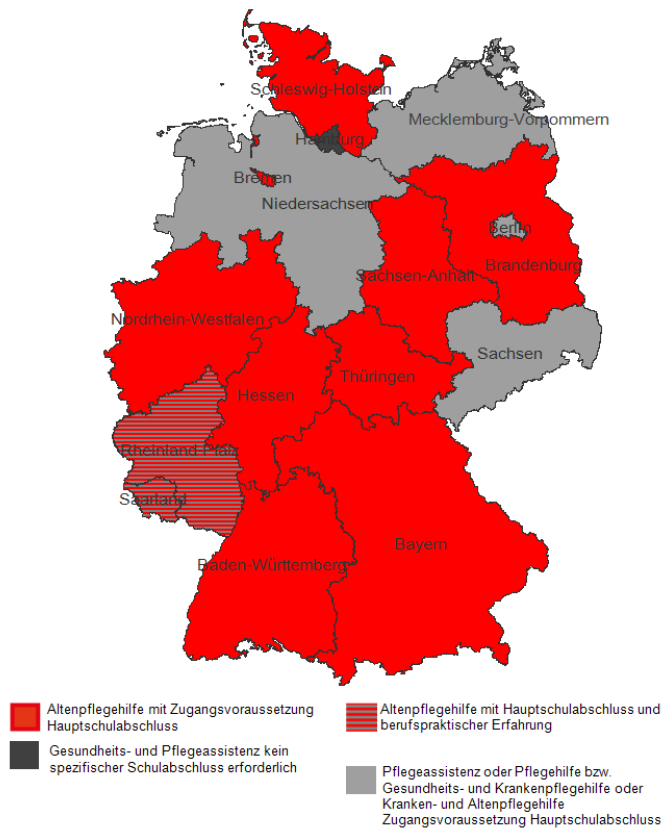 Schleswig-Holstein
Mecklemburg-Vorpommern
Hamburg
Bremen
Niedersachsen
Berlin
Brandenburg
Sachsen-Anhalt
Nordrhein-Westfalen
Sachsen
Thüringen
Hessen
Rheinland-Pfalz
Saarland
Bayern
Baden-Württemberg
Altenpflegehilfe mit Zugangsvoraussetzung
Hauptschulabschluss
Gesundheits- und Pflegeassistenz kein
spezifischer Schulabschluss erforderlich
Altenpflegehilfe mit Hauptschulabschluss und
berufspraktischer Erfahrung
Pflegeassistenz oder Pflegehilfe bzw.
Gesundheits- und Krankenpflegehilfe oder
Kranken- und Altenpflegehilfe
Zugangsvoraussetzung Hauptschulabschluss